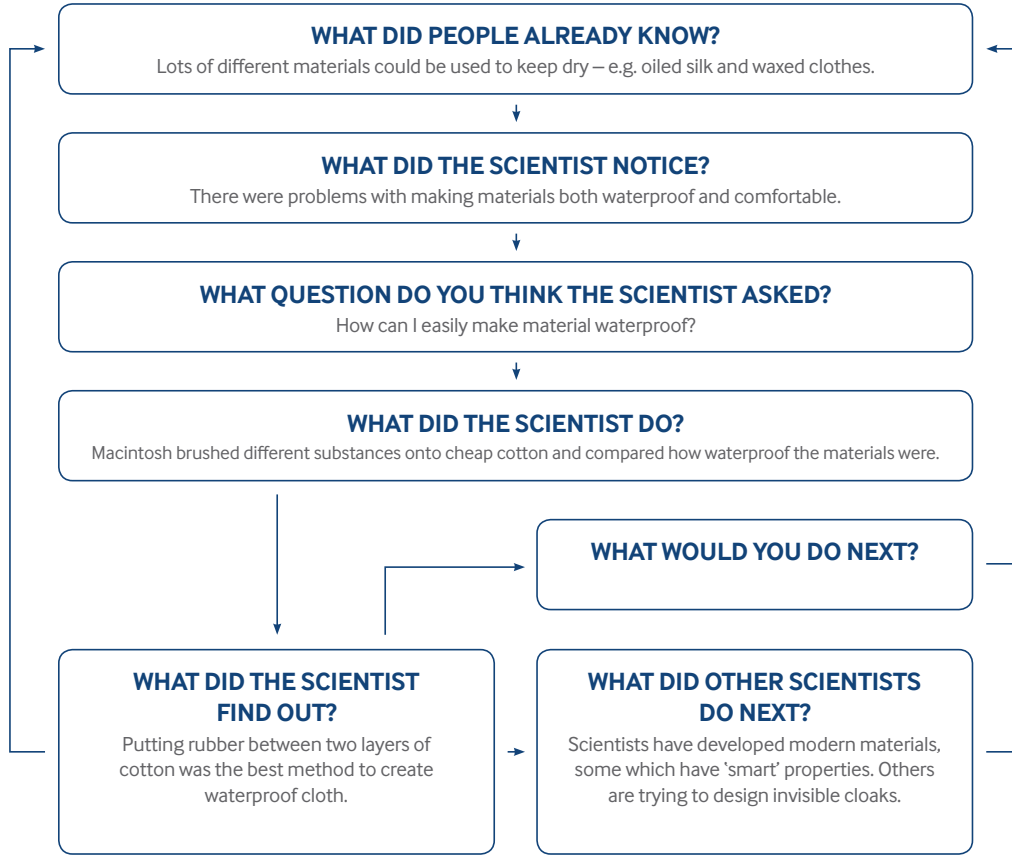 WHAT DID PEOPLE ALREADY KNOW?
Lots of different materials could be used to keep dry – e.g. oiled silk and waxed clothes.
WHAT DID THE SCIENTIST NOTICE?
There were problems with making materials both waterproof and comfortable.
WHAT QUESTION DO YOU THINK THE SCIENTIST ASKED?
How can I easily make material waterproof?
WHAT DID THE SCIENTIST DO?
Macintosh brushed different substances onto cheap cotton and compared how waterproof the materials were.
WHAT WOULD YOU DO NEXT?
WHAT DID THE SCIENTIST
FIND OUT?
Putting rubber between two layers of
cotton was the best method to create
waterproof cloth.
WHAT DID OTHER SCIENTISTS
DO NEXT?
Scientists have developed modern materials,
some which have ‘smart’ properties. Others
are trying to design invisible cloaks.